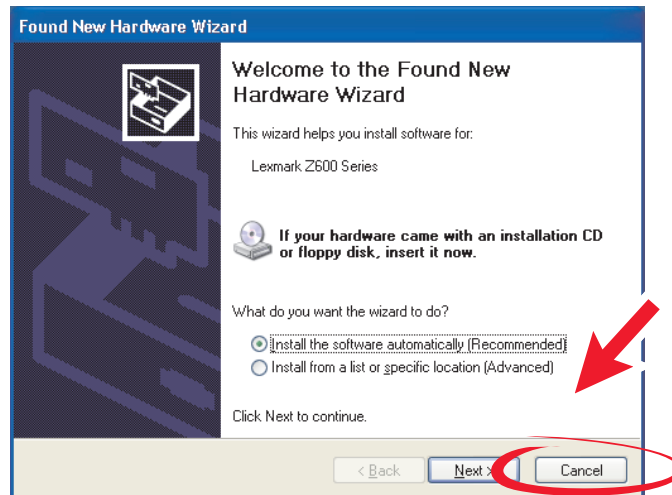 Found New Hardware Wizard
Welcome to the Found New
Hardware Wizard
This wizard helps you install software for:
Lexmark Z600 Series
If your hardware came with an installation CD
or floppy disk, insert it now.
What do you want the wizard to do?
Install the software automatically (Recommended)
Install from a list or specific location (Advanced)
Click Next to continue.
< Back Next > Cancel